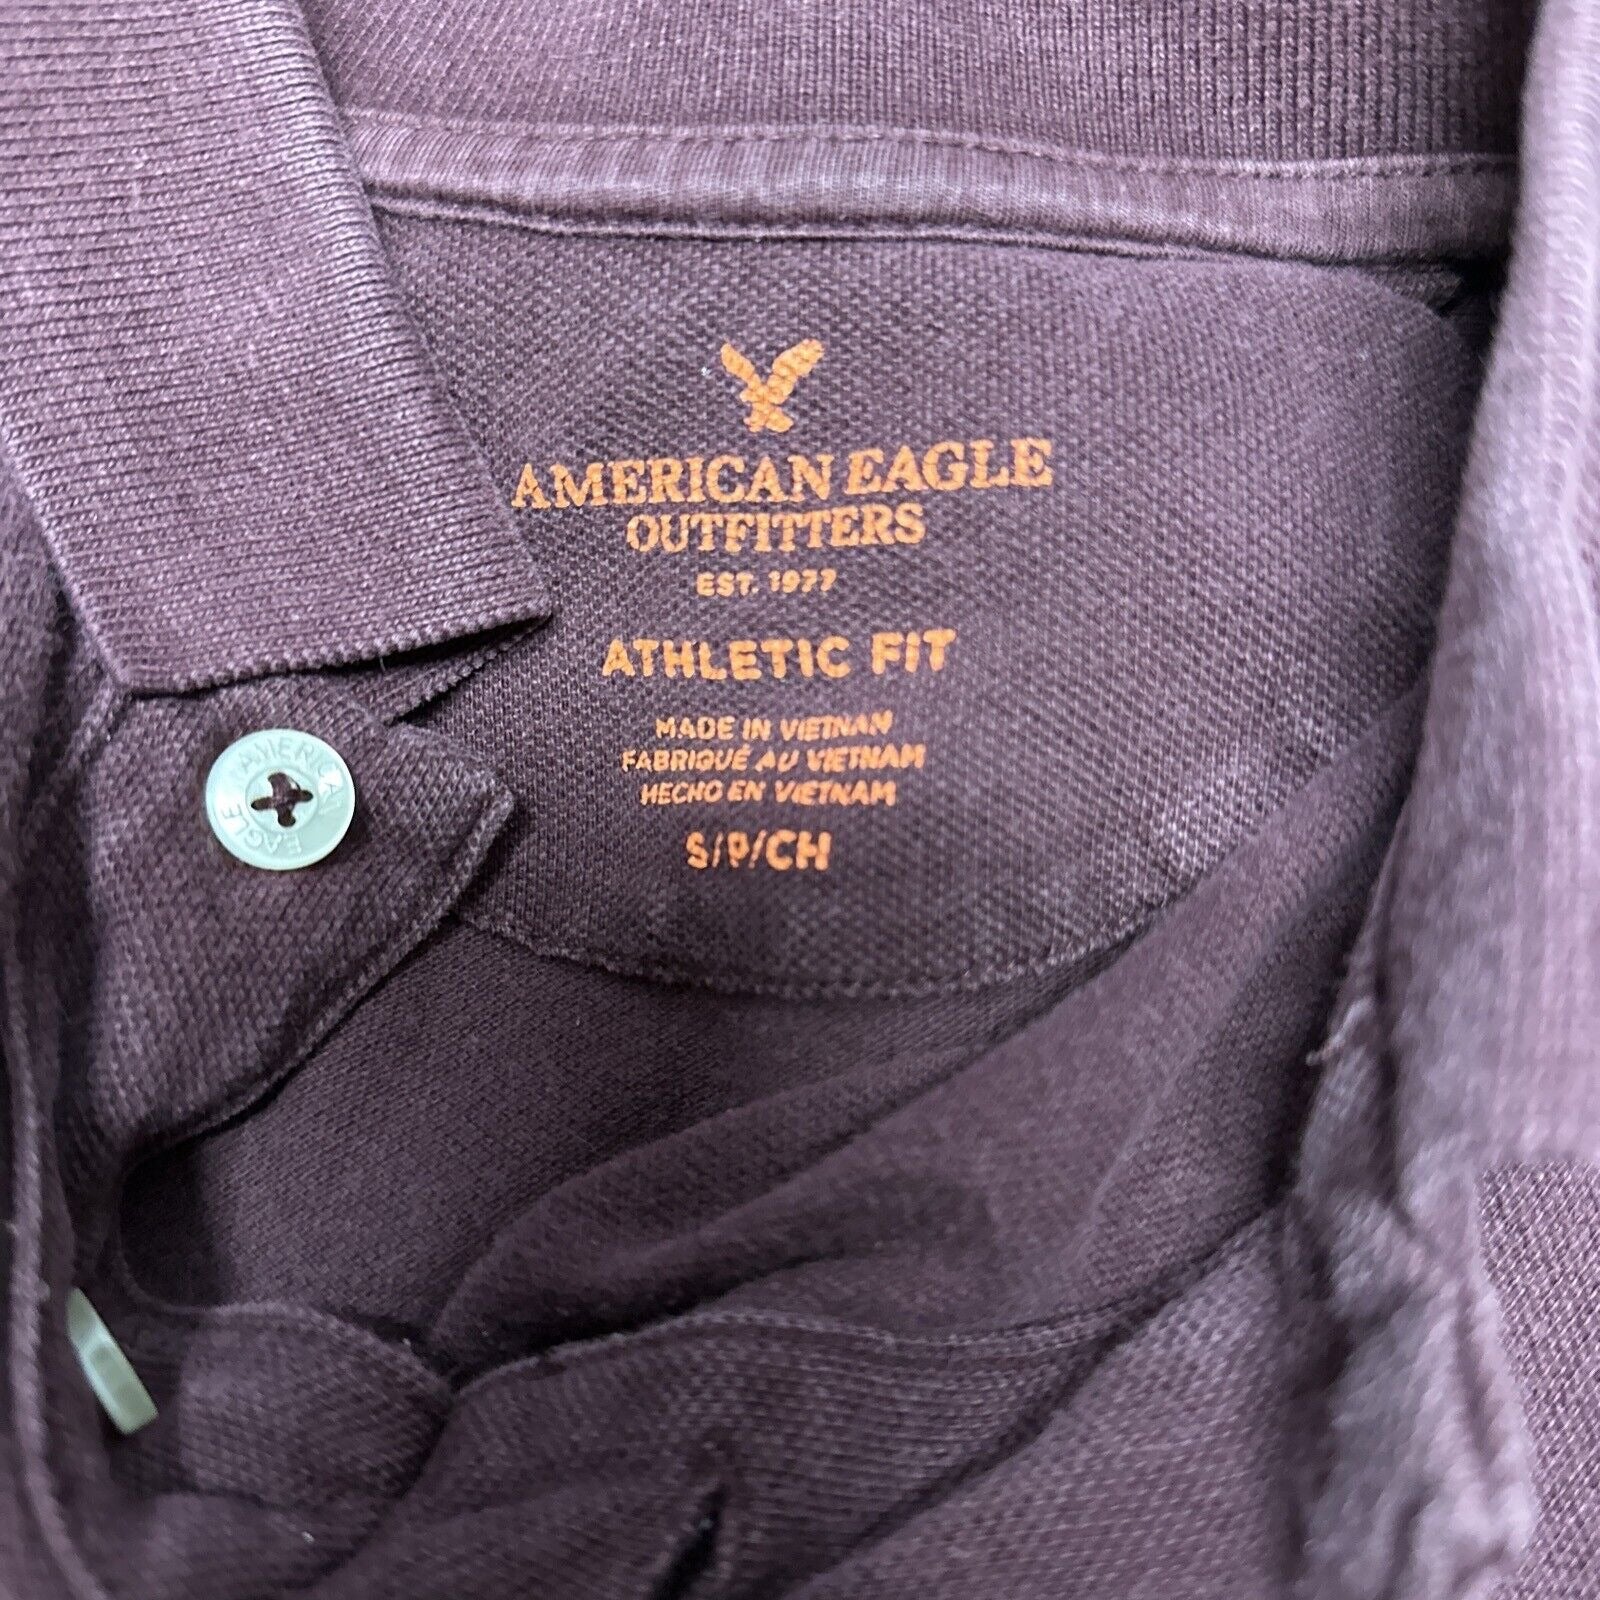 AMERICAN EAGLE
OUTFITTERS
EST. 1977
ATHLETIC FIT
MADE IN VIETNAM
FABRIQUÉ AU VIETNAM
HECHO EN VIETNAM
S/P/CH
AMERICAN
EAGLE